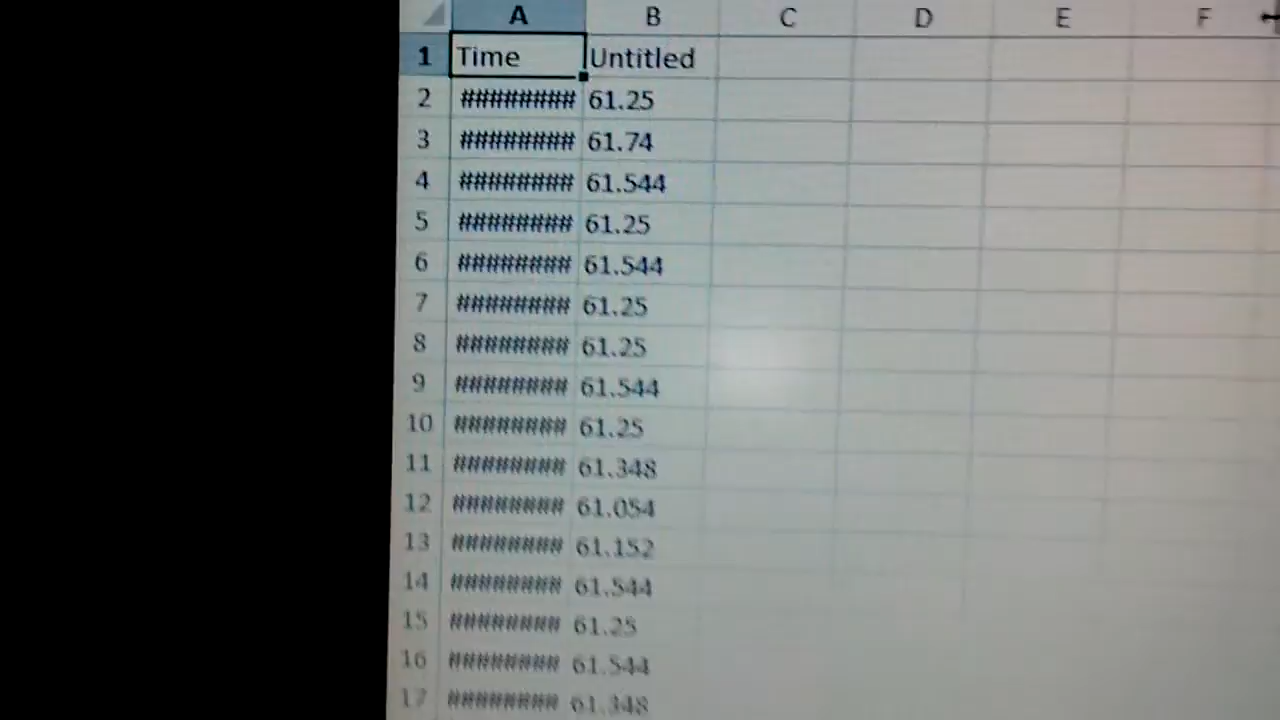 A B C D E F
1 Time Untitled
2 ######## 61.25
3 ######## 61.74
4 ######## 61.544
5 ######## 61.25
6 ######## 61.544
7 ######## 61.25
8 ######## 61.25
9 ######## 61.544
10 ######## 61.25
11 ######## 61.348
12 ######## 61.054
13 ######## 61.152
14 ######## 61.544
15 ######## 61.25
16 ######## 61.544
17 ######## 61.348